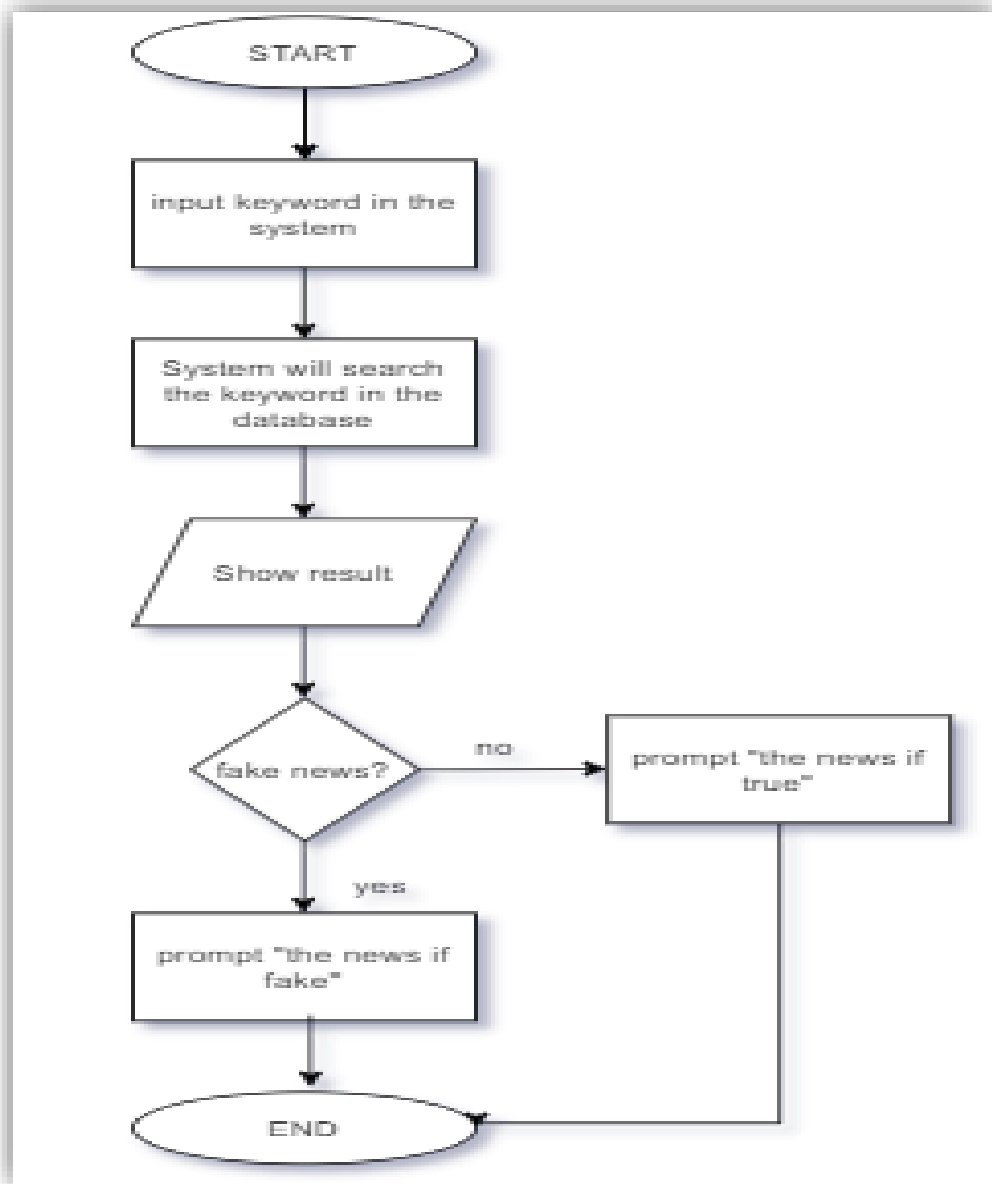 START
input keyword in the
system
System will search
the keyword in the
database
Show result
fake news?
no
prompt "the news if
true"
yes
prompt "the news if
fake"
END